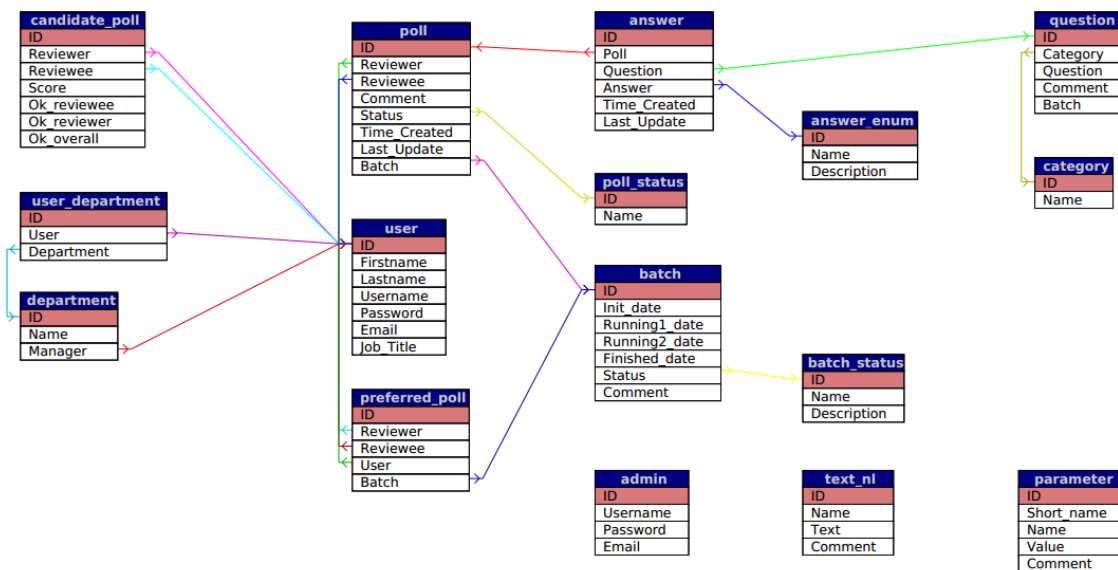 candidate_poll
ID
Reviewer
Reviewee
Score
Ok_reviewee
Ok_reviewer
Ok_overall
user_department
ID
User
Department
department
ID
Name
Manager
poll
ID
Reviewer
Reviewee
Comment
Status
Time_Created
Last_Update
Batch
user
ID
Firstname
Lastname
Username
Password
Email
Job_Title
preferred_poll
ID
Reviewer
Reviewee
User
Batch
answer
ID
Poll
Question
Answer
Time_Created
Last_Update
poll_status
ID
Name
batch
ID
Init_date
Running1_date
Running2_date
Finished_date
Status
Comment
admin
ID
Username
Password
Email
answer_enum
ID
Name
Description
batch_status
ID
Name
Description
text_nl
ID
Name
Text
Comment
question
ID
Category
Question
Comment
Batch
category
ID
Name
parameter
ID
Short_name
Name
Value
Comment